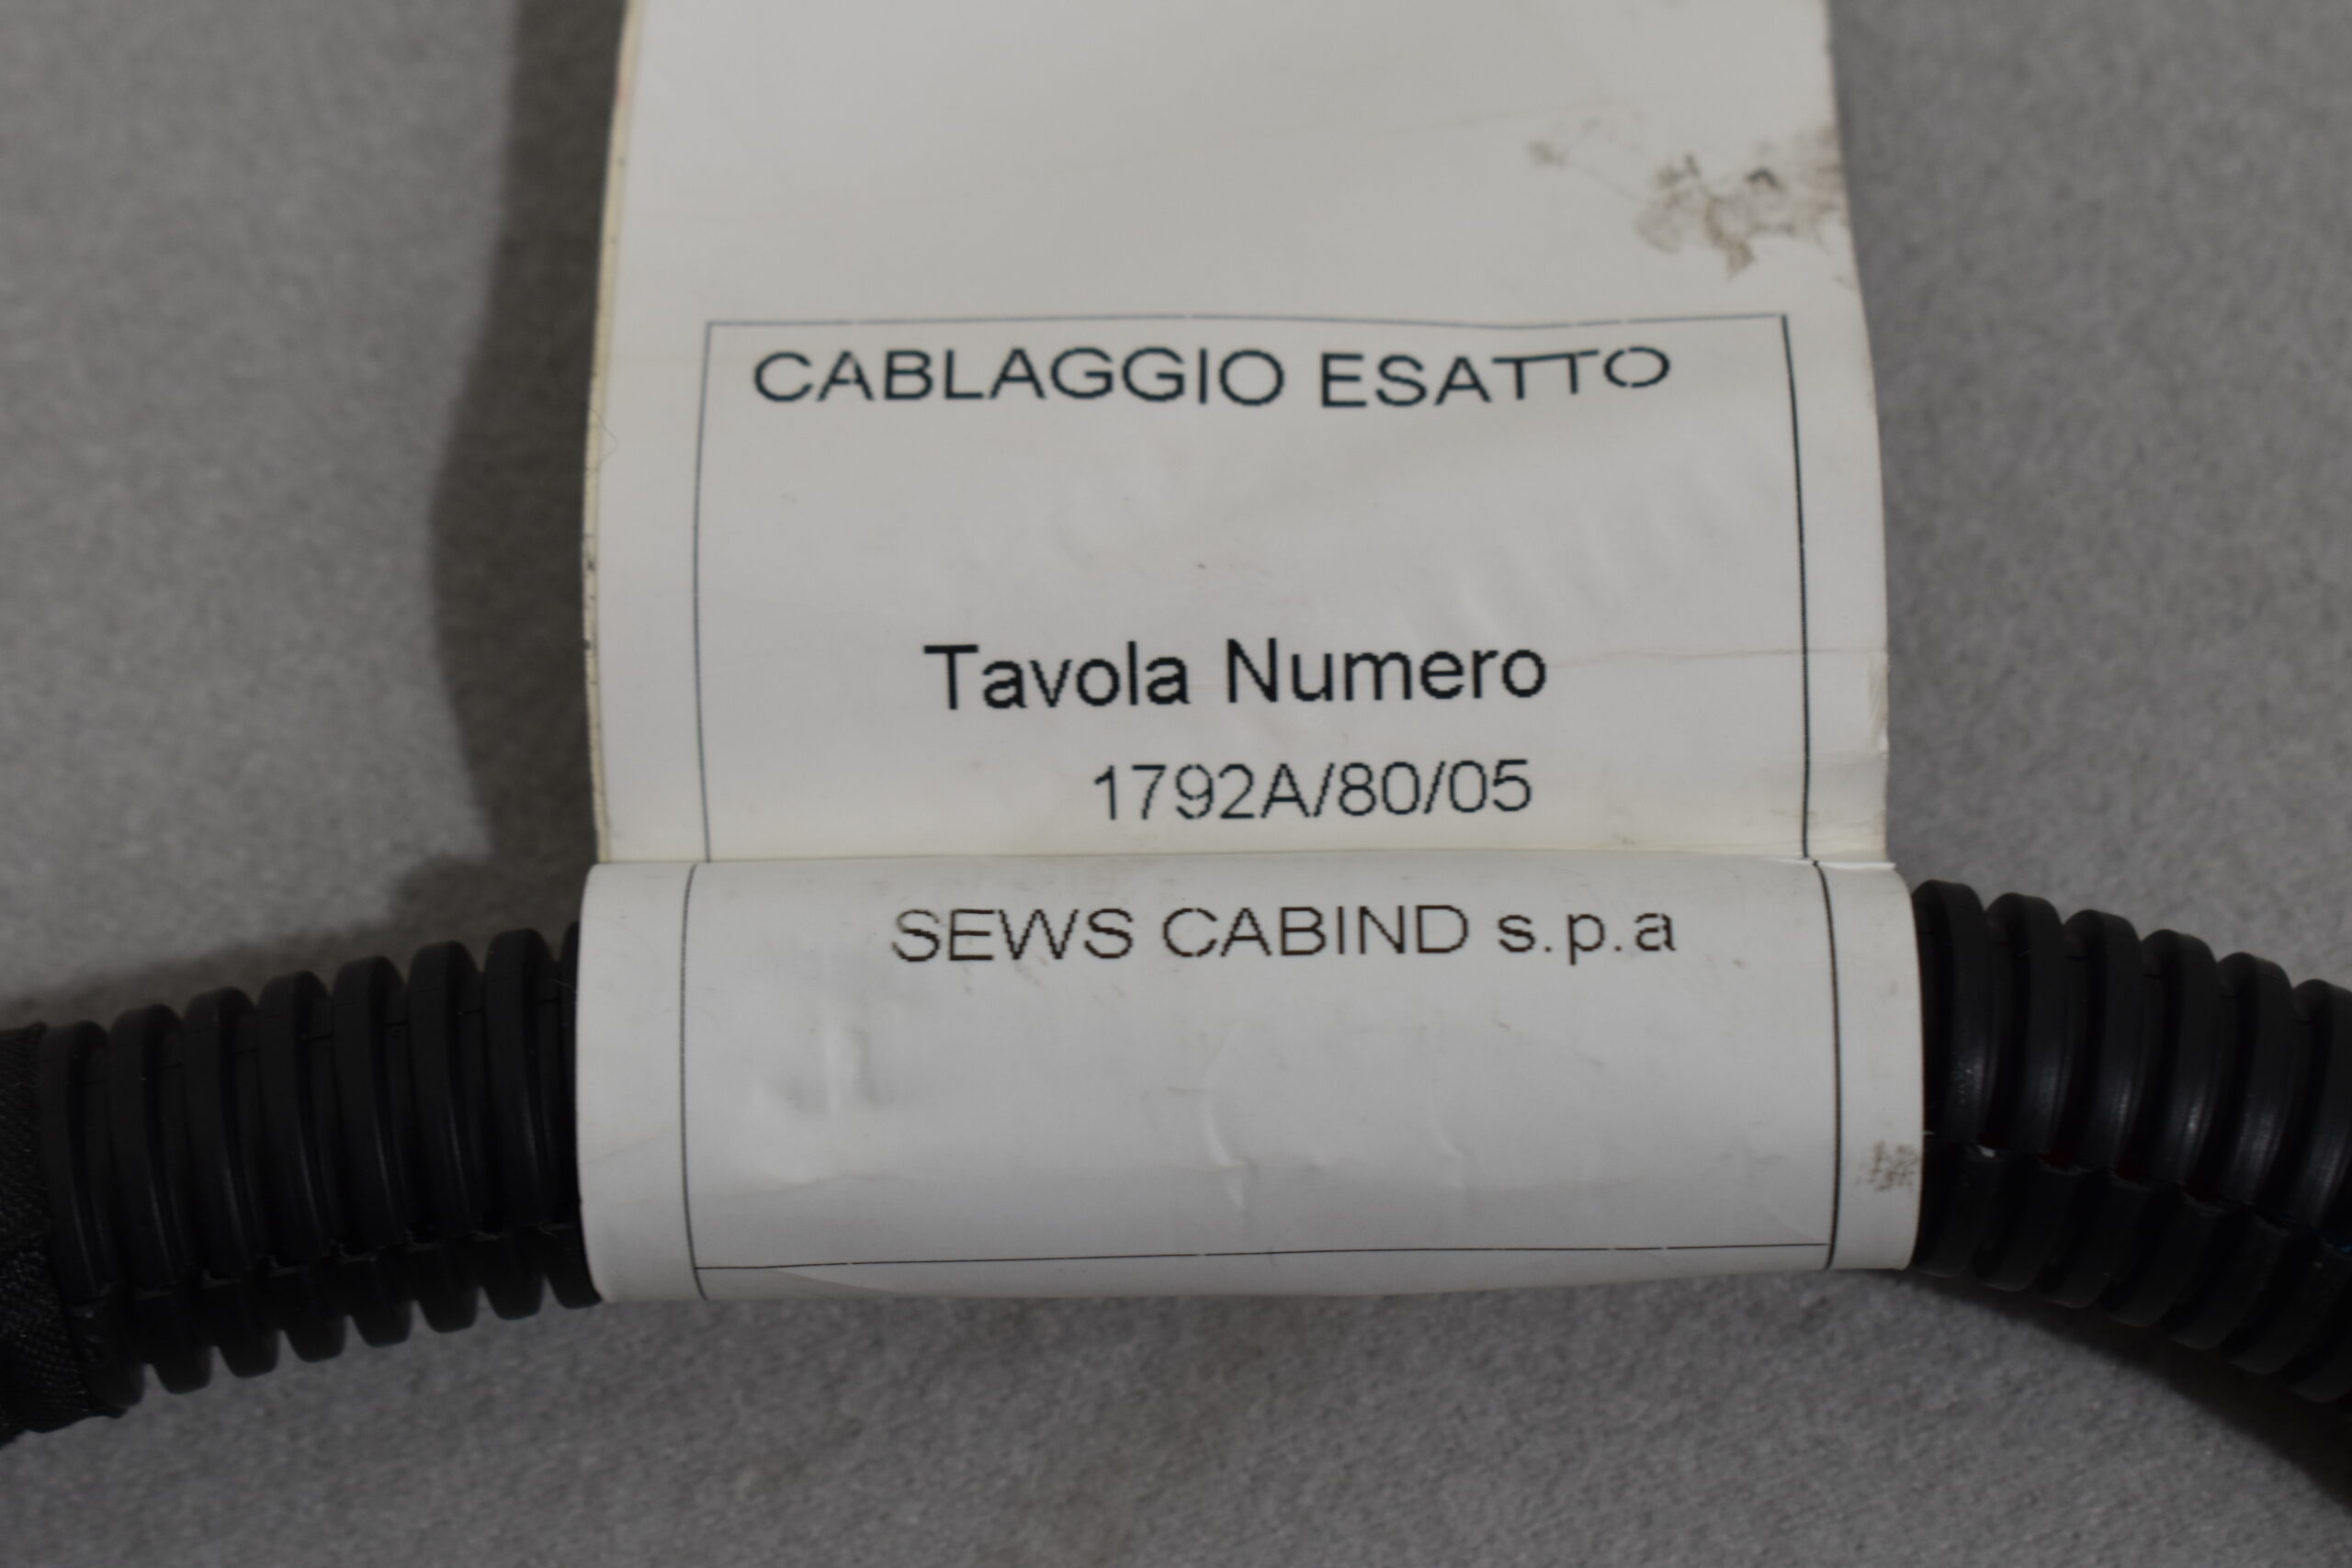 CABLAGGIO ESATTO
Tavola Numero
1792A/80/05
SEWS CABIND s.p.a